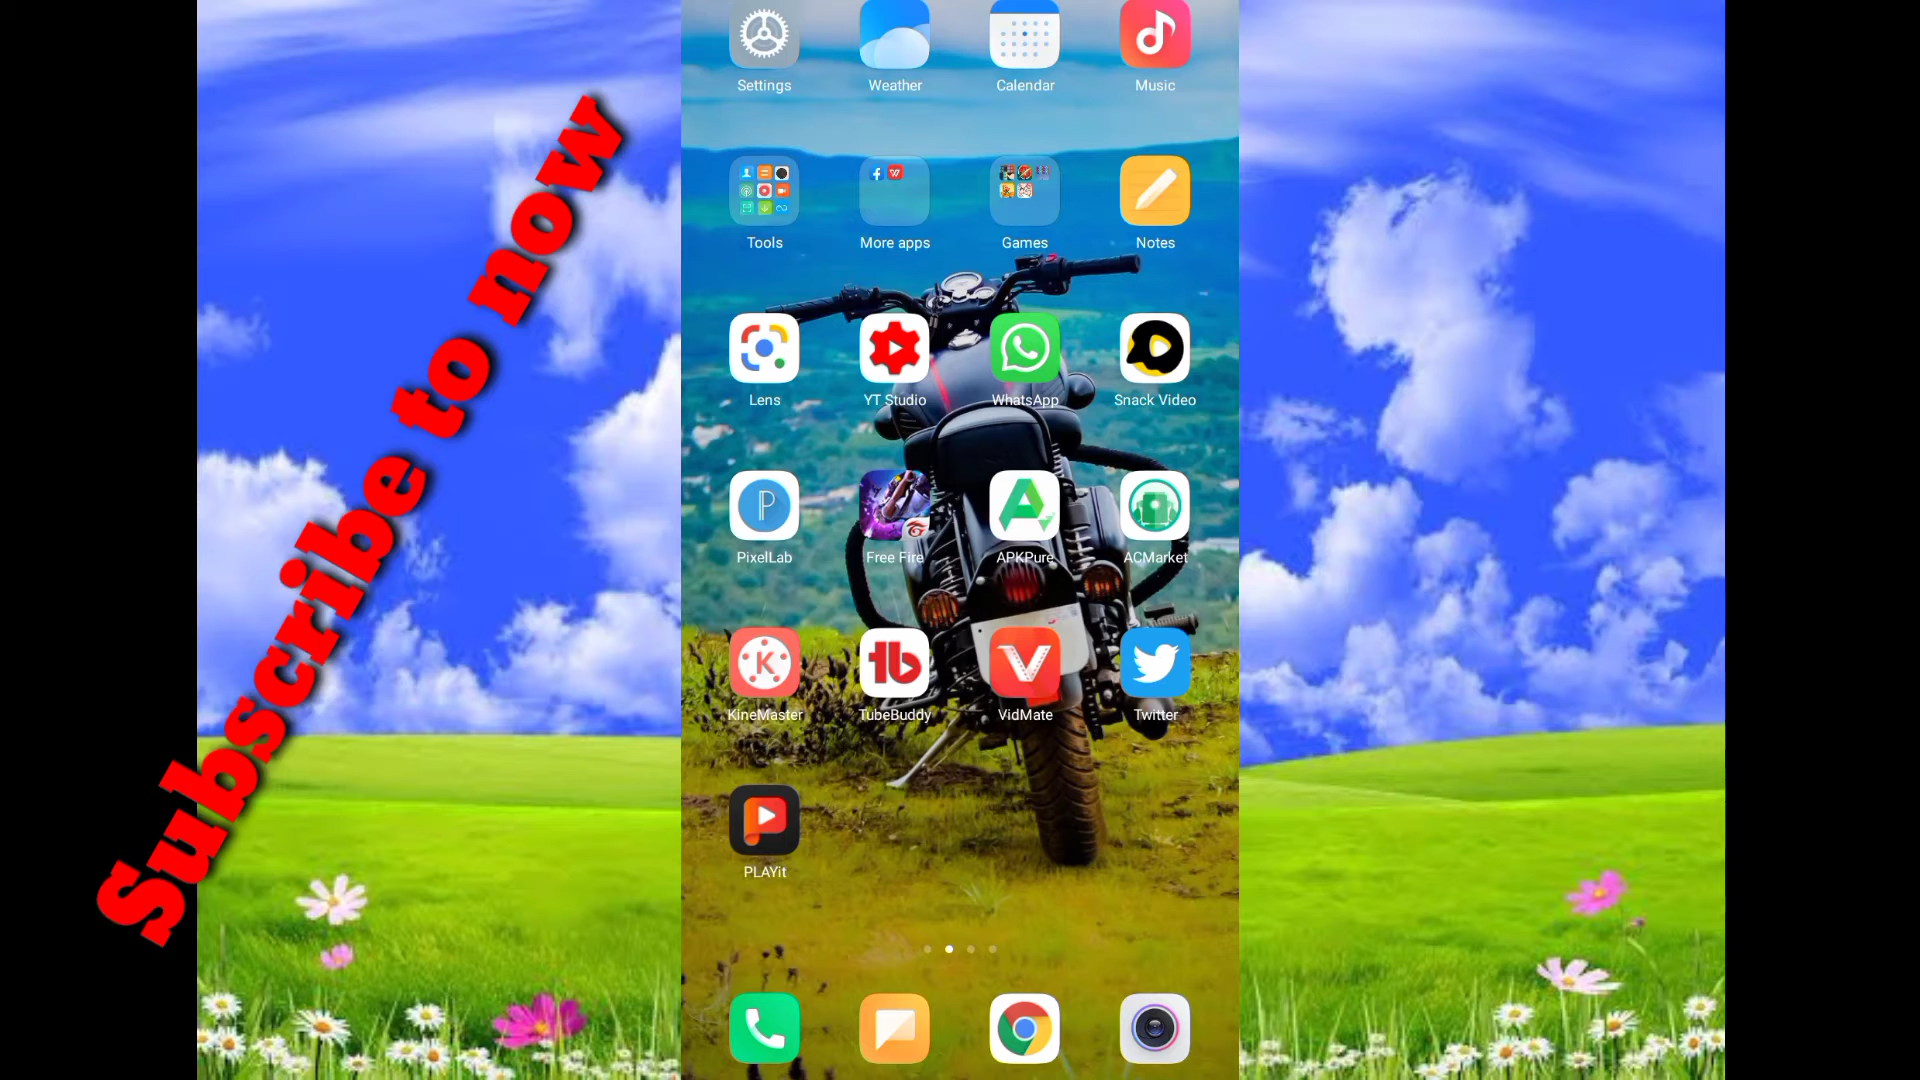 Subscribe to now
Settings
Weather
Calendar
Music
Tools
More apps
Games
Notes
Lens
YT Studio
WhatsApp
Snack Video
PixelLab
Free Fire
APKPure
ACMarket
KineMaster
TubeBuddy
VidMate
Twitter
PLAYit